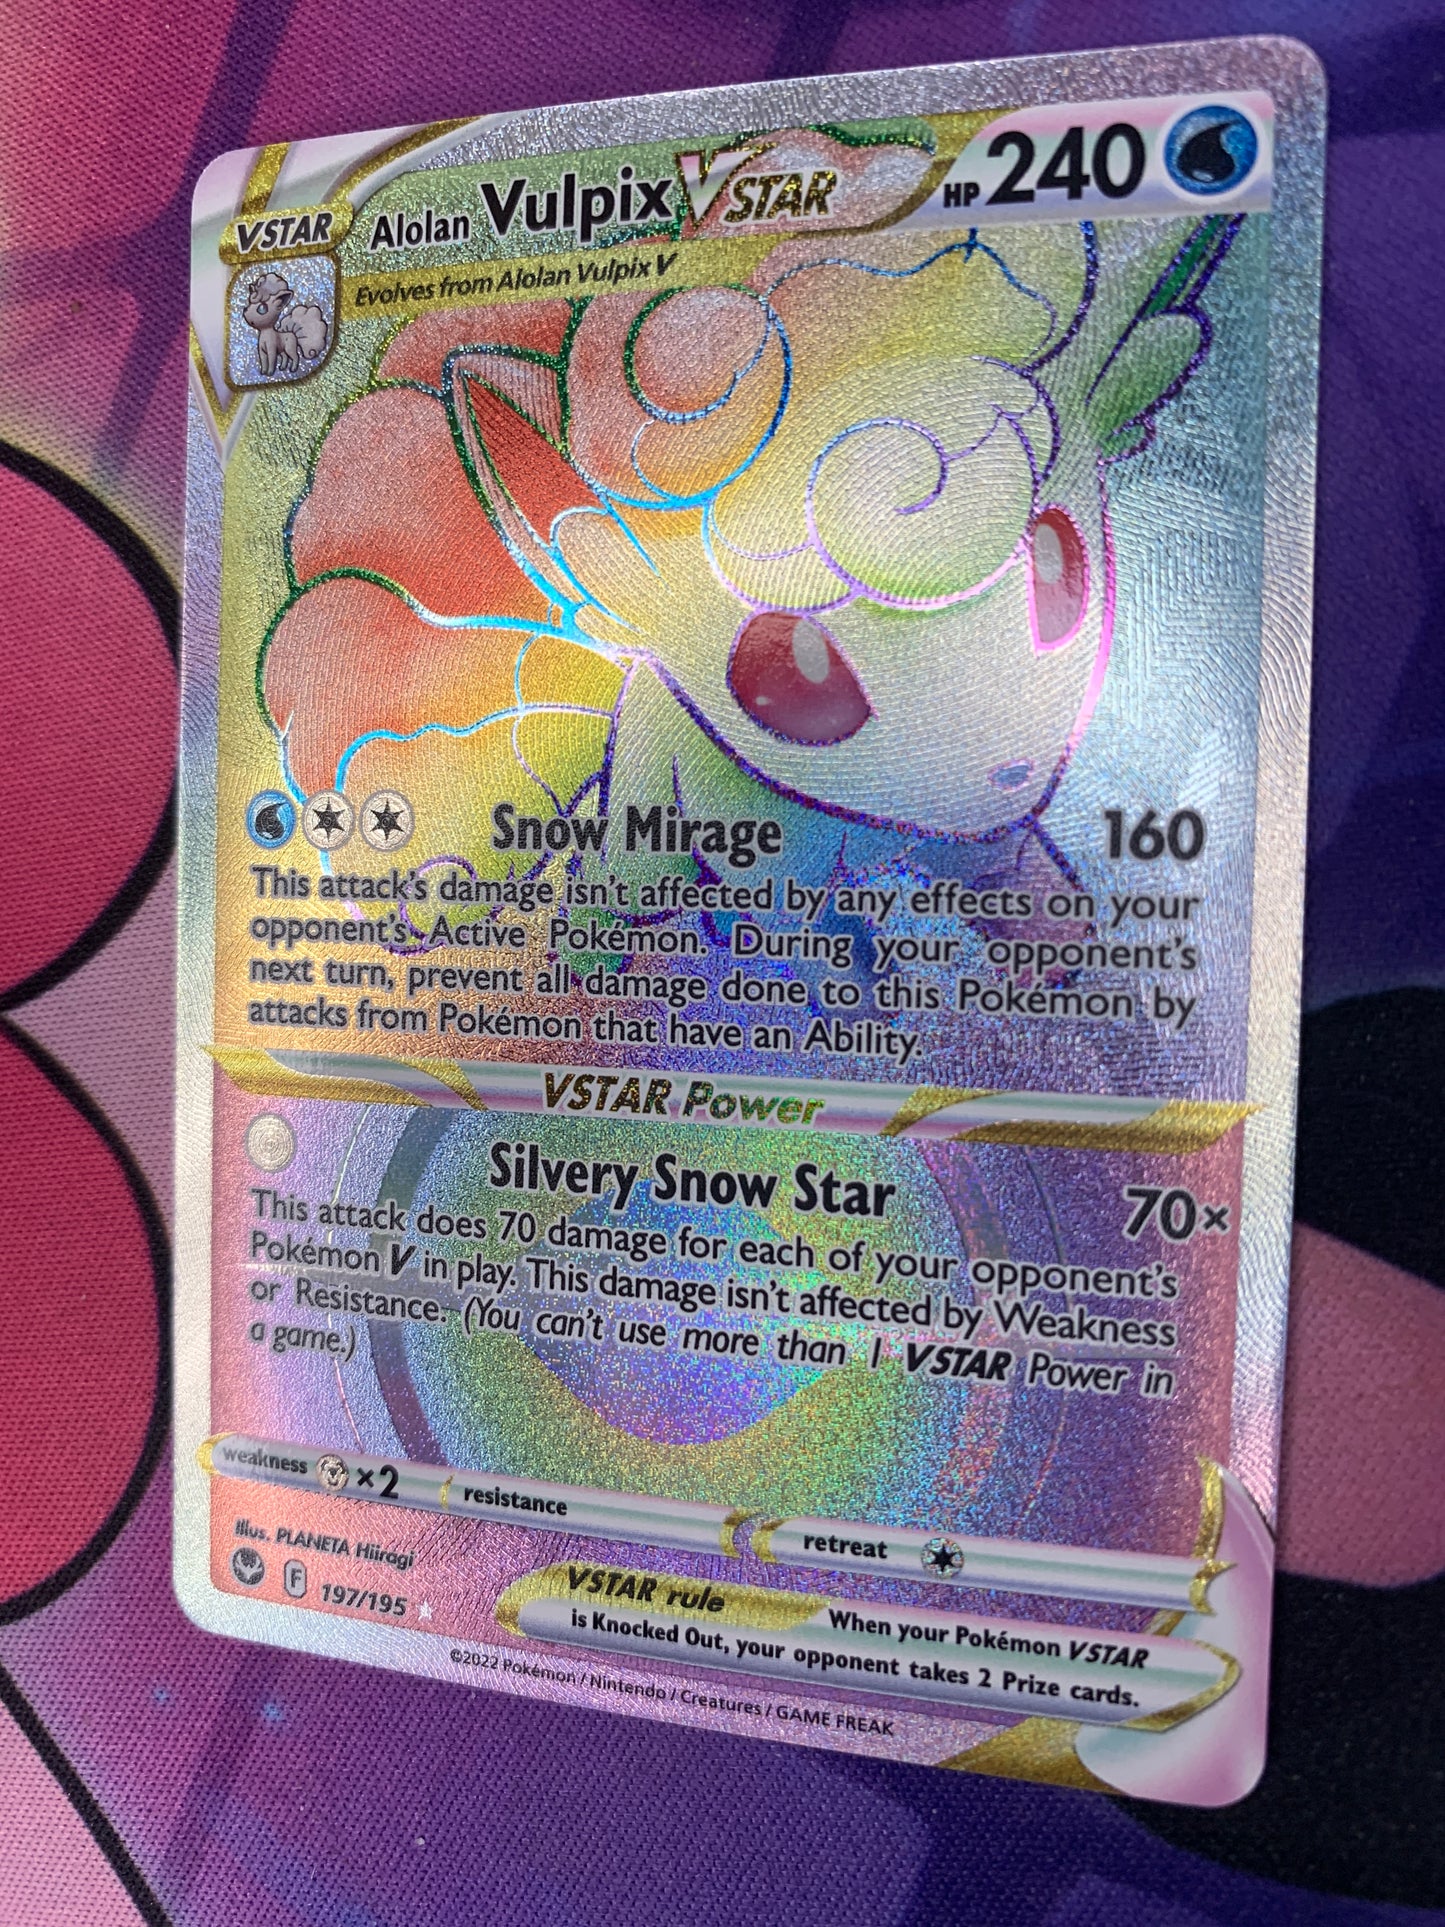 VSTAR
Alolan Vulpix VSTAR
HP 240
Evolves from Alolan Vulpix V
Snow Mirage 160
This attack's damage isn't affected by any effects on your
opponent's Active Pokémon. During your opponent's
next turn, prevent all damage done to this Pokémon by
attacks from Pokémon that have an Ability.
VSTAR Power
Silvery Snow Star 70×
This attack does 70 damage for each of your opponent's
Pokémon V in play. This damage isn't affected by Weakness
or Resistance. (You can't use more than 1 VSTAR Power in
a game.)
weakness ×2 resistance retreat
Illus. PLANETA Hiiragi
F 197/195
VSTAR rule When your Pokémon VSTAR
is Knocked Out, your opponent takes 2 Prize cards.
©2022 Pokémon / Nintendo / Creatures / GAME FREAK